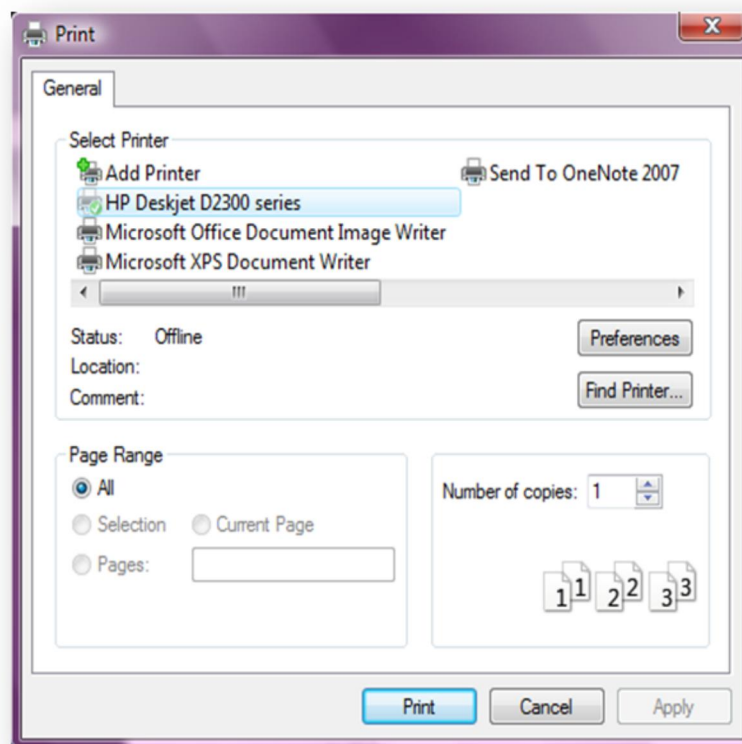 Print
General
Select Printer
Add Printer
Send To OneNote 2007
HP Deskjet D2300 series
Microsoft Office Document Image Writer
Microsoft XPS Document Writer
Status: Offline
Preferences
Location:
Find Printer...
Comment:
Page Range
All
Number of copies: 1
Selection Current Page
Pages:
1 1 2 2 3 3
Print Cancel Apply